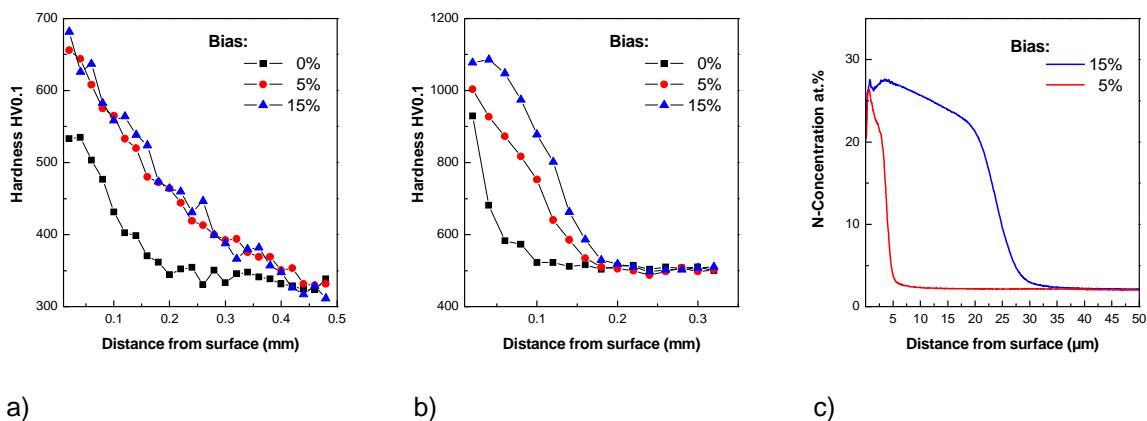 700
600
500
400
300
Hardness HV0.1
Bias:
0%
5%
15%
0.1 0.2 0.3 0.4 0.5
Distance from surface (mm)
a)
1200
1000
800
600
400
Hardness HV0.1
Bias:
0%
5%
15%
0.1 0.2 0.3
Distance from surface (mm)
b)
30
20
10
0
N-Concentration at.%
Bias:
15%
5%
5 10 15 20 25 30 35 40 45 50
Distance from surface (µm)
c)